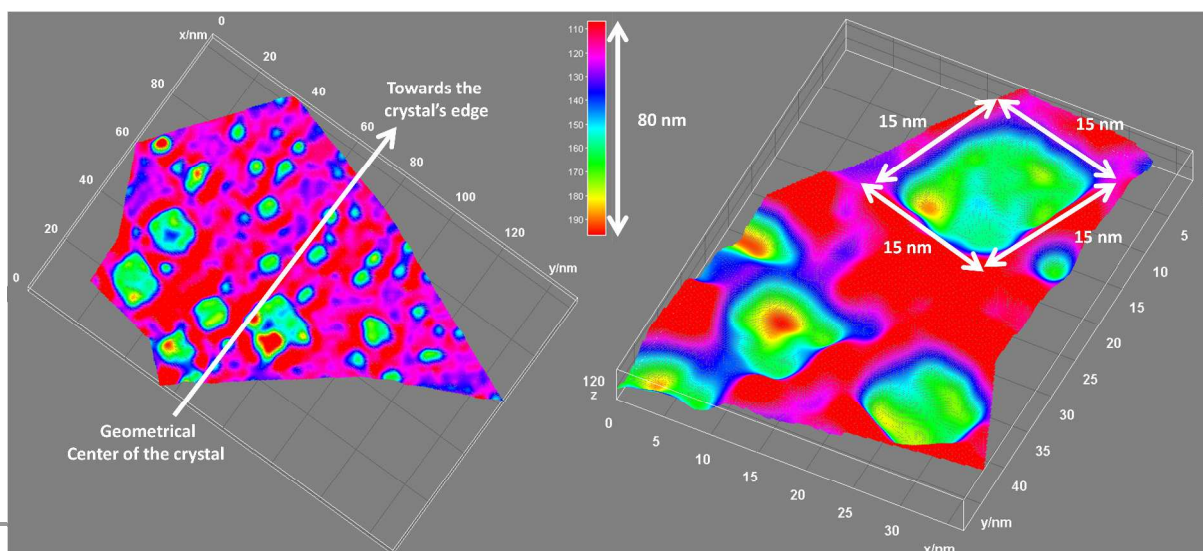 0
x/nm
20
80
40
60
60
80
40
100
20
120
0
y/nm
Towards the
crystal's edge
Geometrical
Center of the crystal
110
120
130
140
150
160
170
180
190
80 nm
15 nm
15 nm
15 nm
15 nm
5
10
15
20
25
30
35
40
y/nm
120
z
0
5
10
15
20
25
30
x/nm